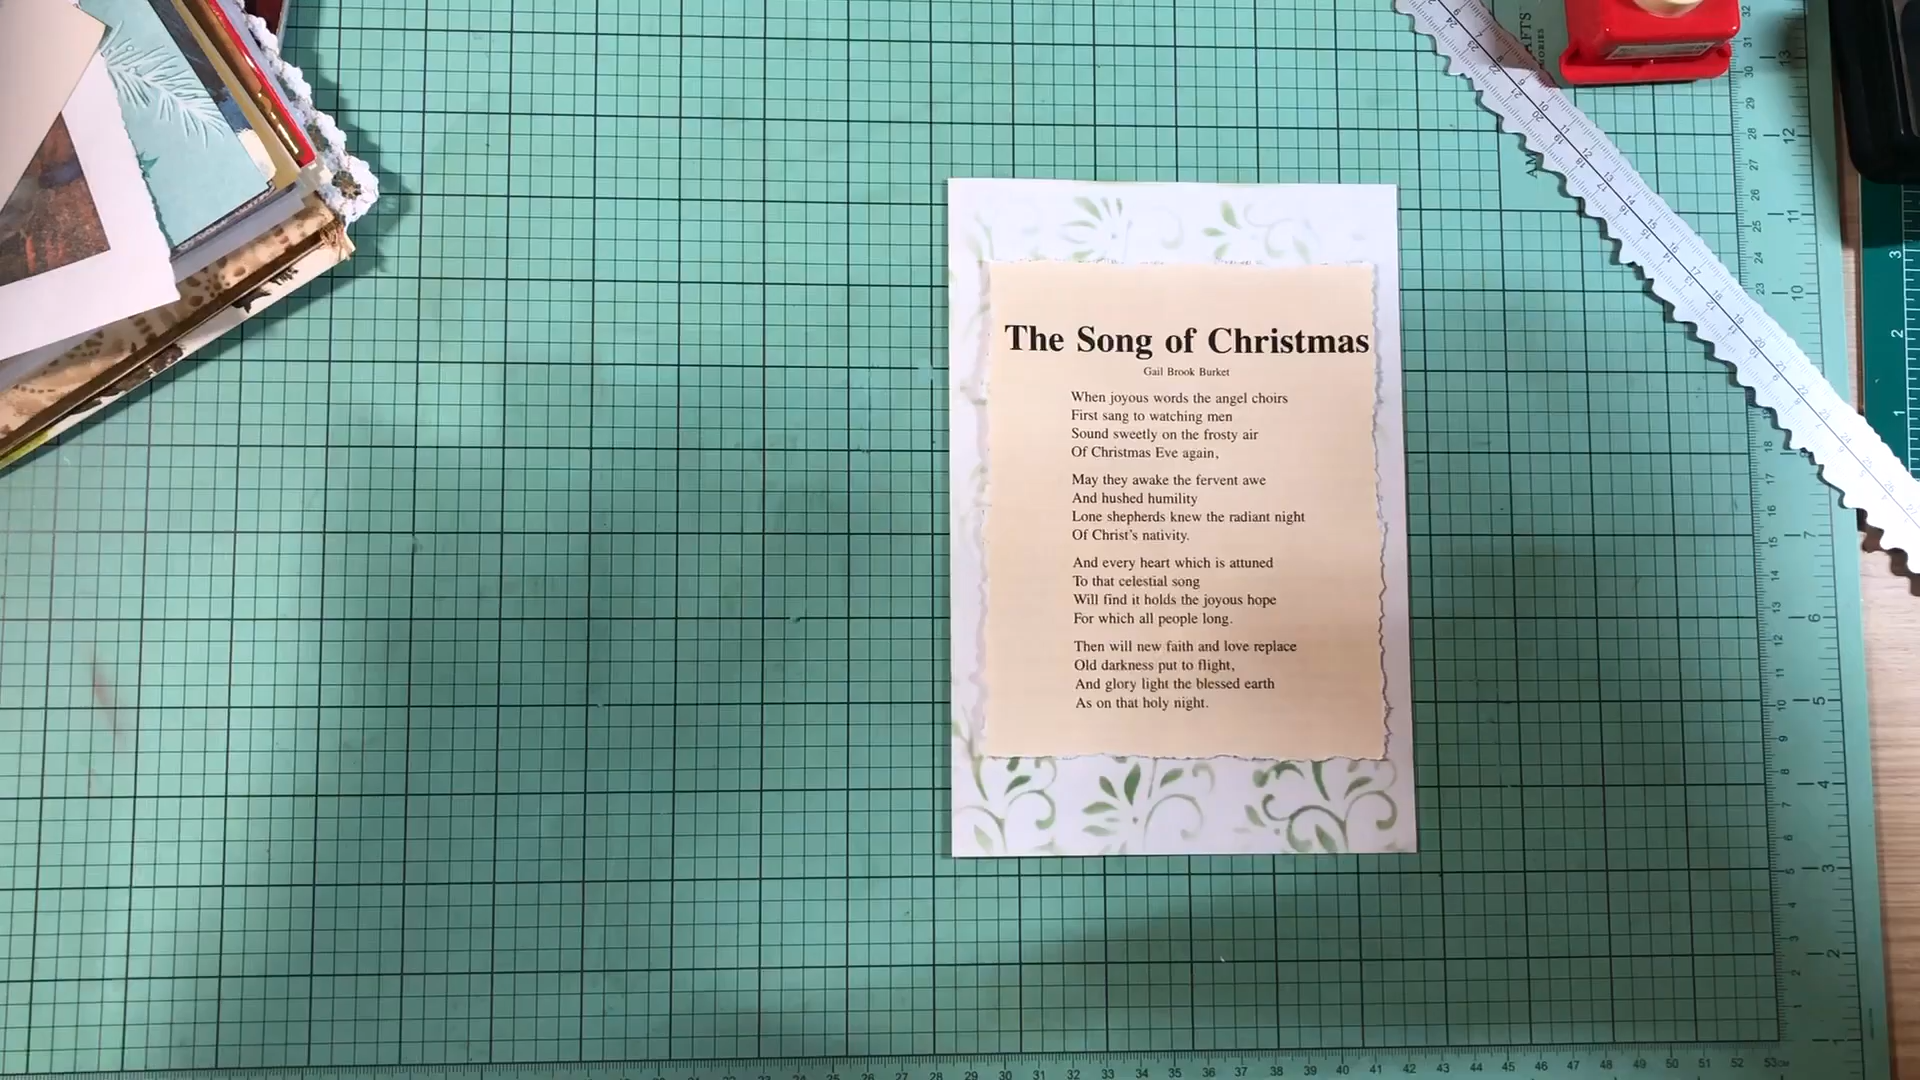 The Song of Christmas
Gail Brook Burket
When joyous words the angel choirs
First sang to watching men
Sound sweetly on the frosty air
Of Christmas Eve again,
May they awake the fervent awe
And hushed humility
Lone shepherds knew the radiant night
Of Christ's nativity.
And every heart which is attuned
To that celestial song
Will find it holds the joyous hope
For which all people long.
Then will new faith and love replace
Old darkness put to flight,
And glory light the blessed earth
As on that holy night.